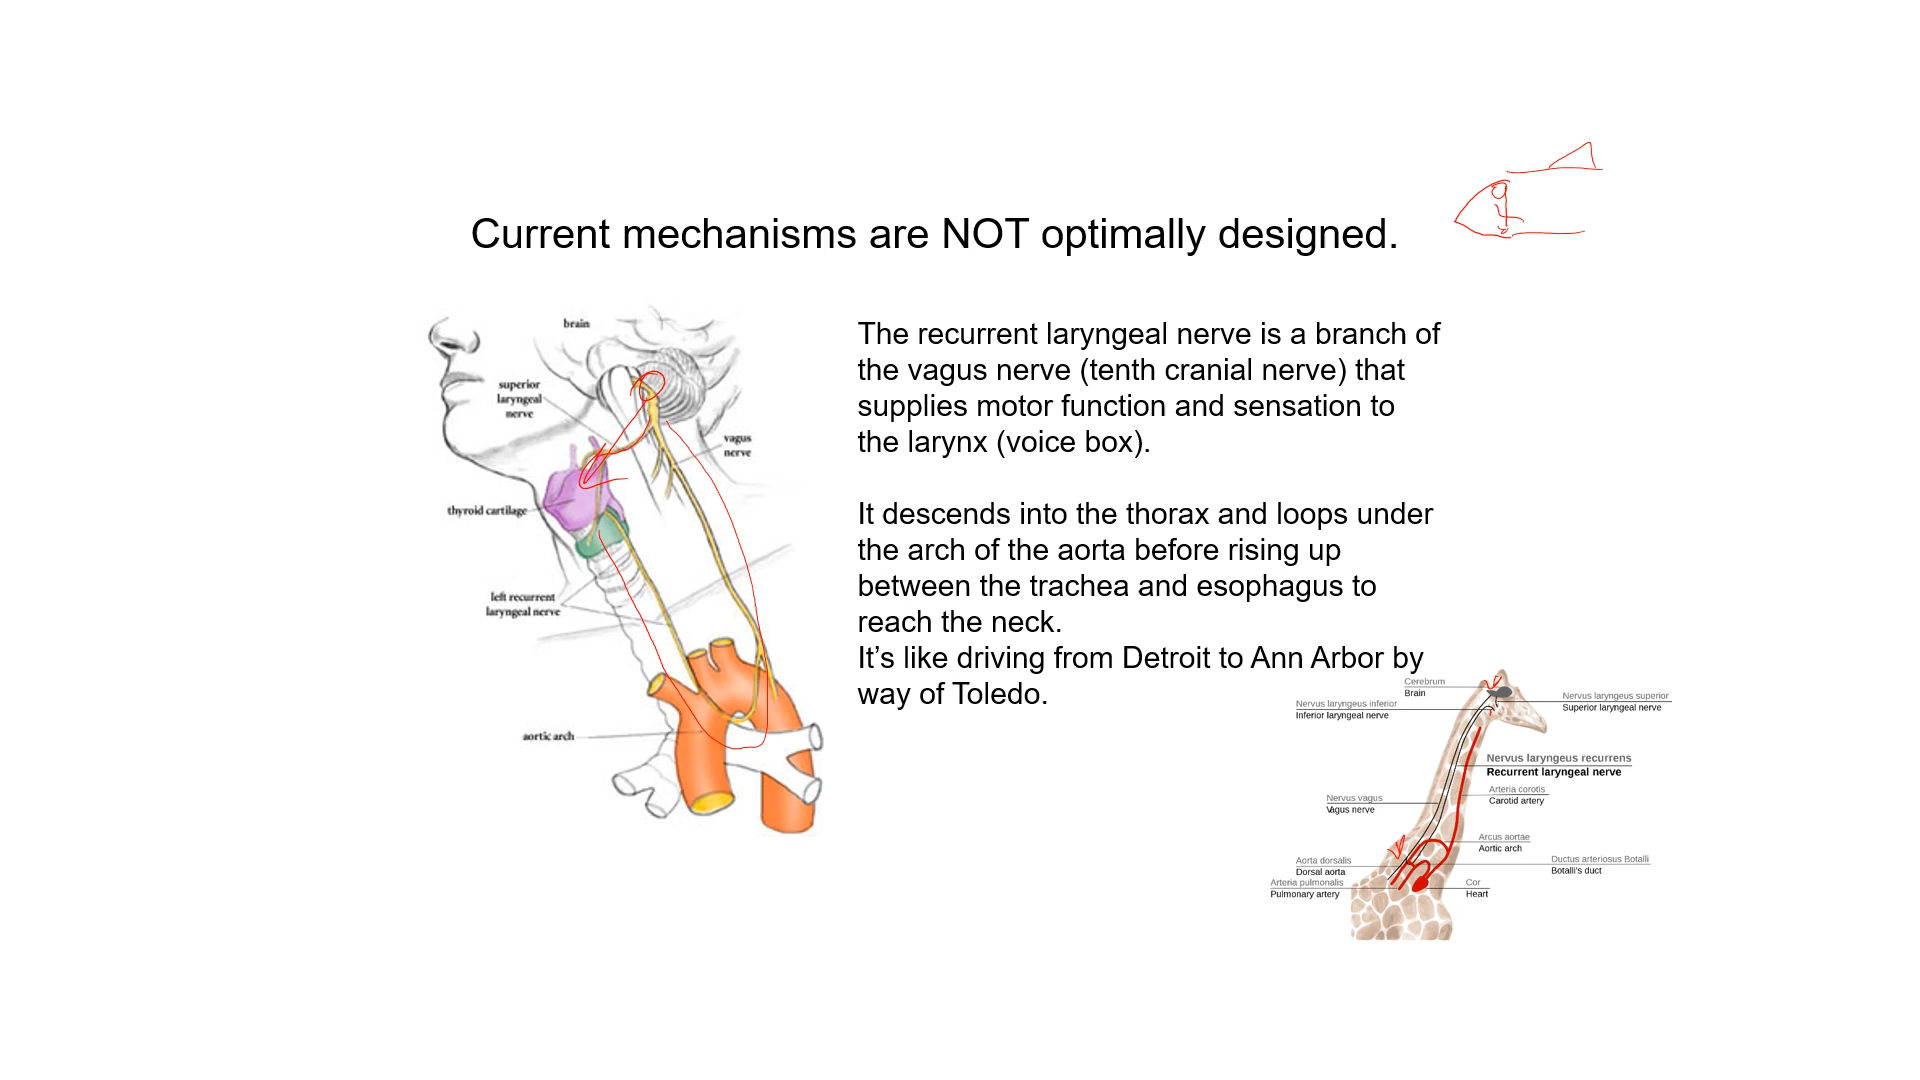 Current mechanisms are NOT optimally designed.
brain
superior
laryngeal
nerve
vagus
nerve
thyroid cartilage
left recurrent
laryngeal nerve
aortic arch
The recurrent laryngeal nerve is a branch of
the vagus nerve (tenth cranial nerve) that
supplies motor function and sensation to
the larynx (voice box).
It descends into the thorax and loops under
the arch of the aorta before rising up
between the trachea and esophagus to
reach the neck.
It’s like driving from Detroit to Ann Arbor by
way of Toledo.
Cerebrum
Brain
Nervus laryngeus superior
Superior laryngeal nerve
Nervus laryngeus inferior
Inferior laryngeal nerve
Nervus laryngeus recurrens
Recurrent laryngeal nerve
Arteria corotis
Carotid artery
Nervus vagus
Vagus nerve
Arcus aortae
Aortic arch
Aorta dorsalis
Dorsal aorta
Ductus arteriosus Botalli
Botalli's duct
Arteria pulmonalis
Pulmonary artery
Cor
Heart